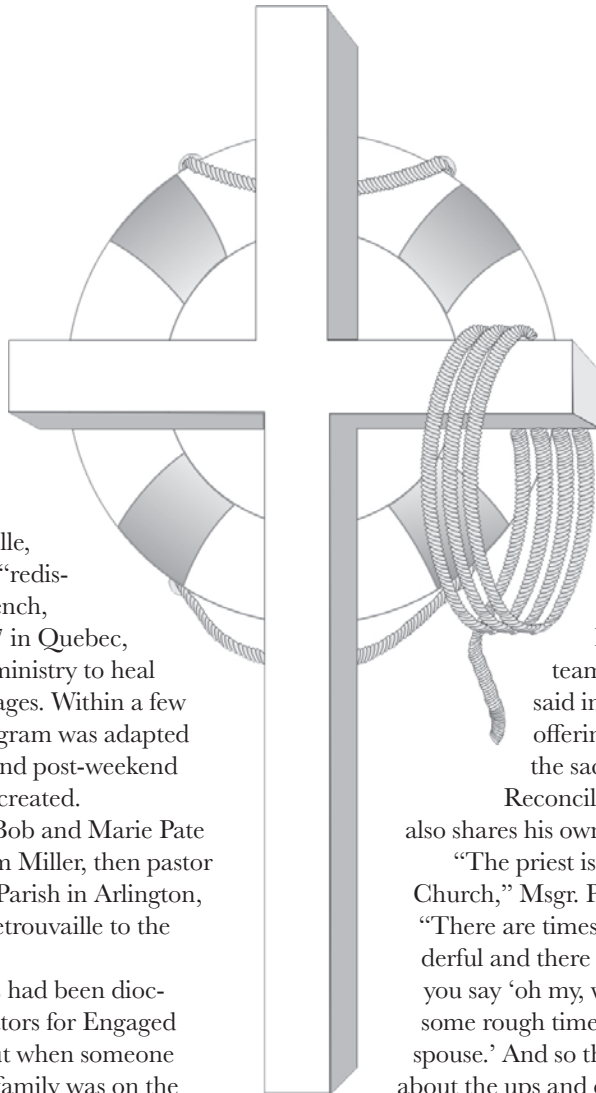 lle,
“redis-
ench,
7 in Quebec,
ministry to heal
ages. Within a few
gram was adapted
nd post-weekend
created.
Bob and Marie Pate
m Miller, then pastor
Parish in Arlington,
etrouvaille to the
s had been dioc-
ators for Engaged
ut when someone
family was on the
team
said in
offerin
the sac
Reconcil
also shares his own
“The priest is
Church,” Msgr. P
“There are times
derful and there
you say ‘oh my, w
some rough time
spouse.’ And so th
about the ups and